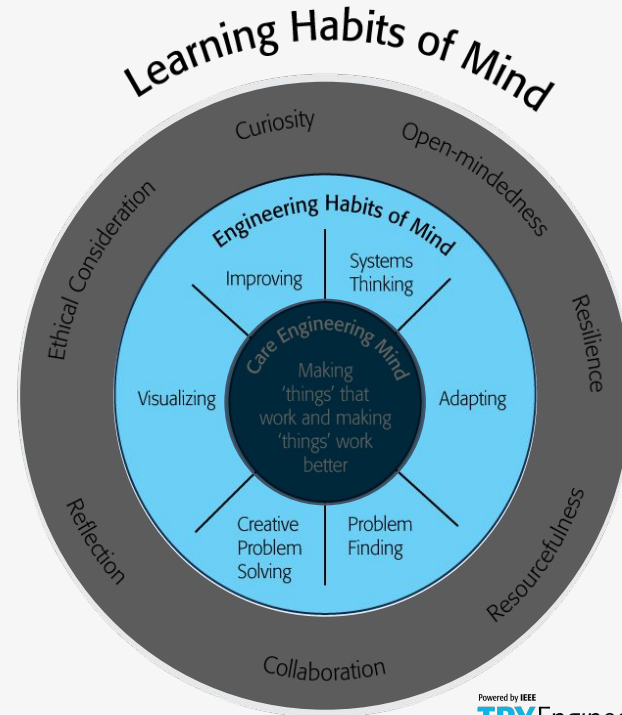 Learning Habits of Mind
Curiosity
Open-mindedness
Ethical Consideration
Resilience
Reflection
Resourcefulness
Collaboration
Engineering Habits of Mind
Improving
Systems
Thinking
Visualizing
Adapting
Creative
Problem
Solving
Problem
Finding
Care Engineering Mind
Making
'things' that
work and making
'things' work
better
Powered by IEEE